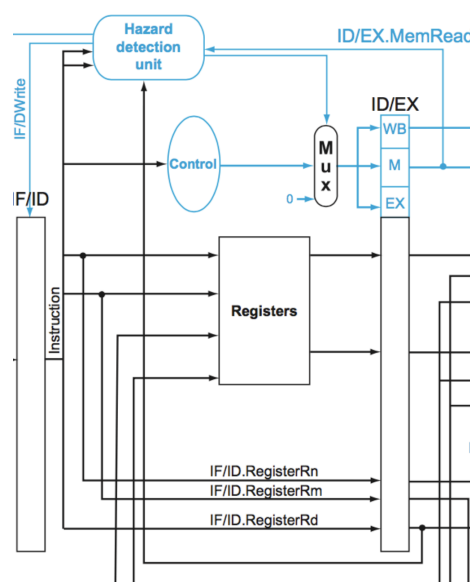 Hazard
detection
unit
ID/EX.MemRead
IF/DWrite
ID/EX
WB
Control
Mux
M
0
EX
IF/ID
Instruction
Registers
IF/ID.RegisterRn
IF/ID.RegisterRm
IF/ID.RegisterRd